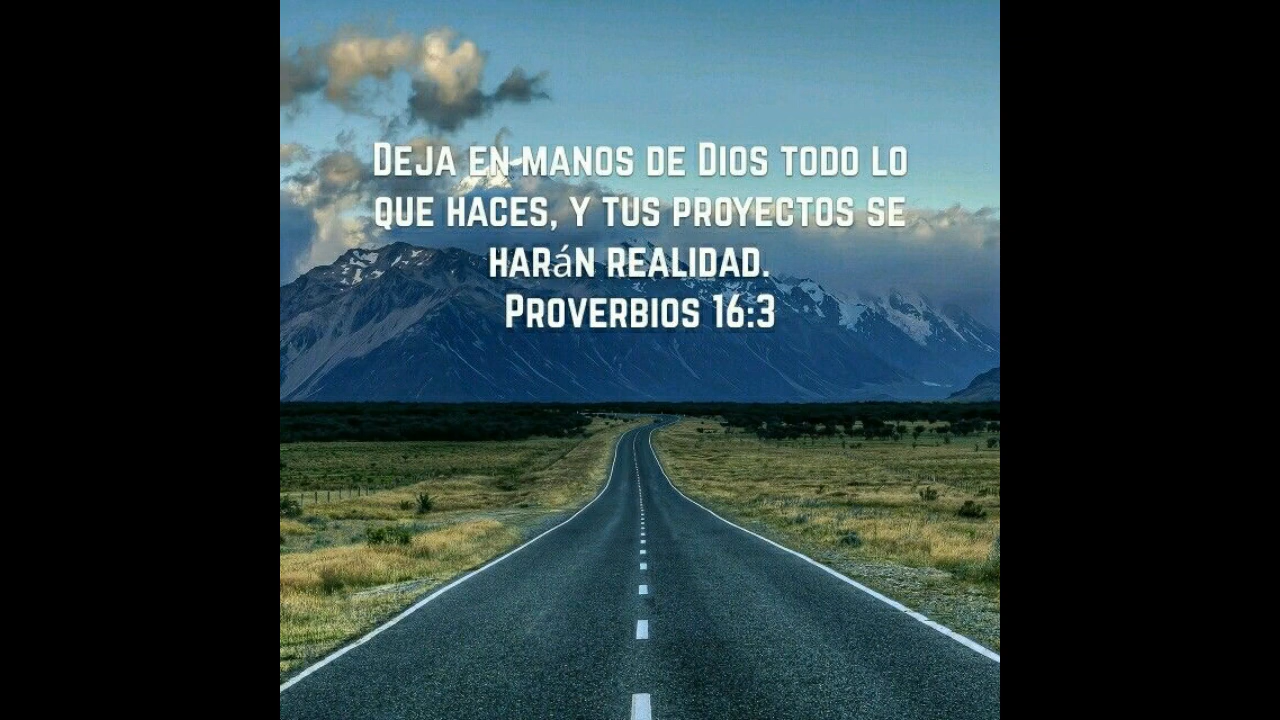 Deja en manos de Dios todo lo
que haces, y tus proyectos se
harán realidad.
Proverbios 16:3